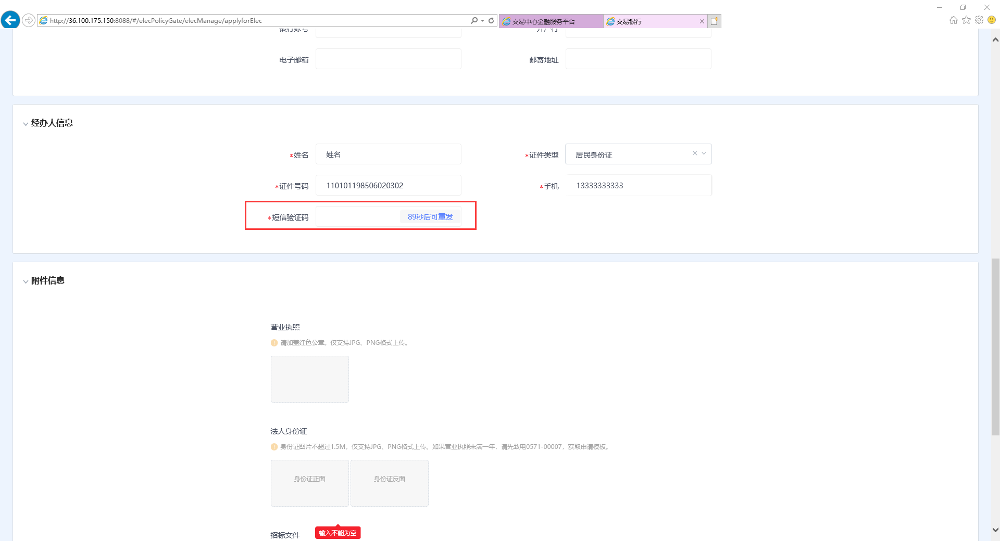 http://36.100.175.150:8088/#/elecPolicyGate/elecManage/applyforElec
交易中心金融服务平台
交易银行
银行账号
开户行
电子邮箱
邮寄地址
经办人信息
*姓名 姓名
*证件类型 居民身份证
*证件号码 110101198506020302
*手机 13333333333
*短信验证码 89秒后可重发
附件信息
营业执照
请加盖红色公章。仅支持JPG、PNG格式上传。
法人身份证
身份证图片不超过1.5M，仅支持JPG、PNG格式上传。如果营业执照未满一年，请先致电0571-00007，获取申请模板。
身份证正面 身份证反面
招标文件
输入不能为空